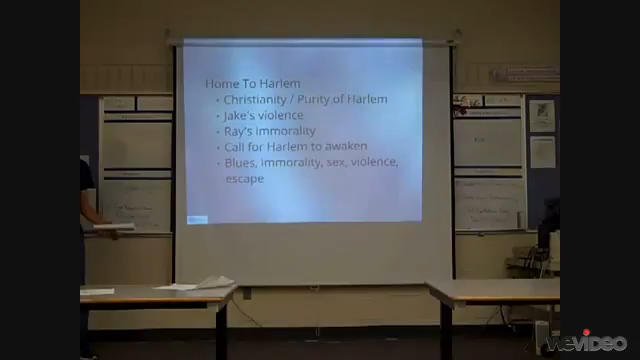 Home To Harlem
• Christianity / Purity of Harlem
• Jake's violence
• Ray's immorality
• Call for Harlem to awaken
• Blues, immorality, sex, violence,
escape
WEVIDEO